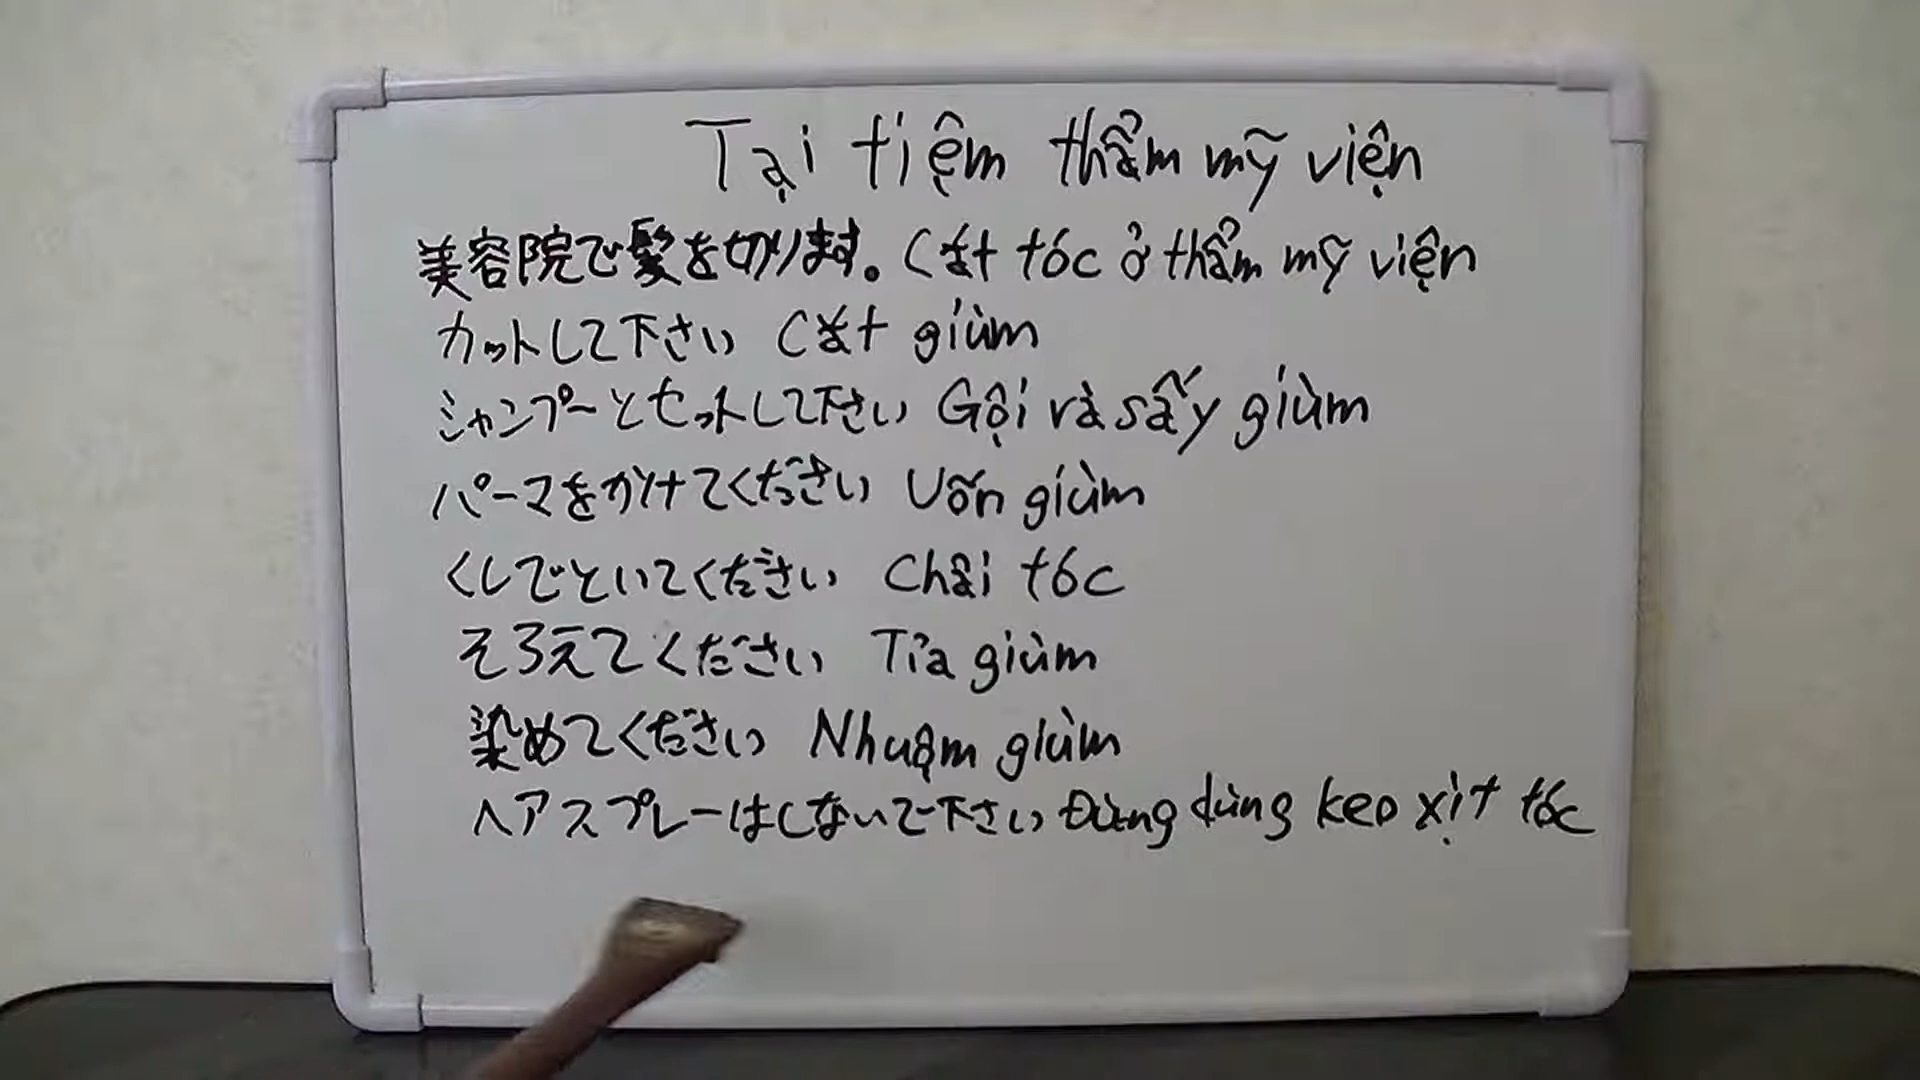 Tại tiệm thẩm mỹ viện
美容院で髪を切ります。Cắt tóc ở thẩm mỹ viện
カットして下さい Cắt giùm
シャンプーとセットして下さい Gội và sấy giùm
パーマをかけてください Uốn giùm
くしでといてください Chải tóc
そろえてください Tỉa giùm
染めてください Nhuộm giùm
ヘアスプレーはしないで下さい Đừng dùng keo xịt tóc